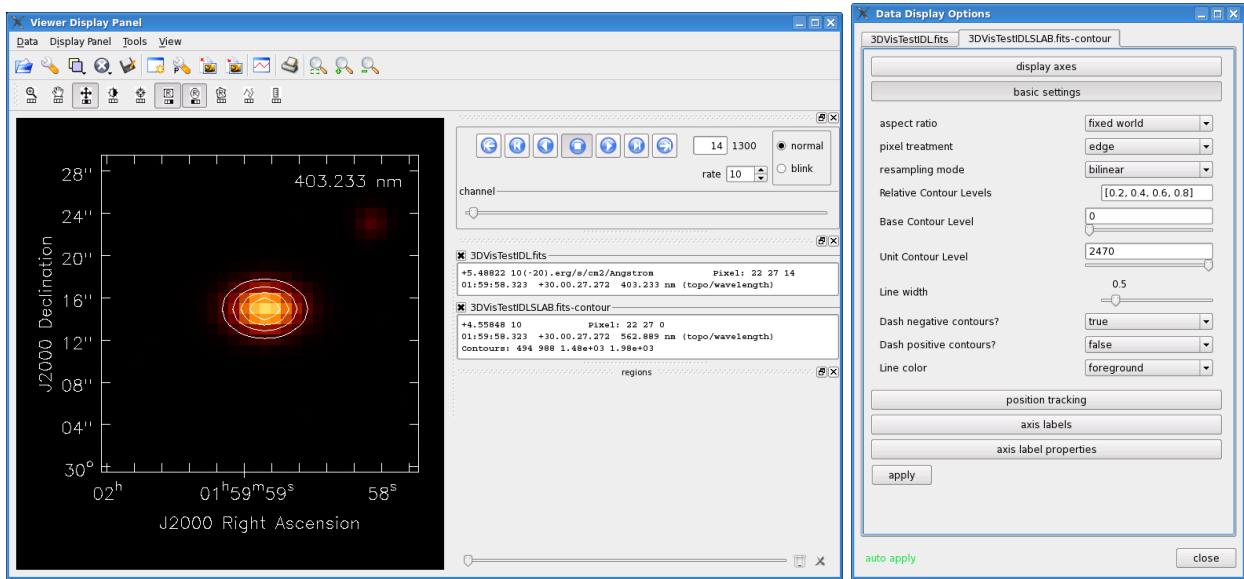 Viewer Display Panel
Data Display Panel Tools View
403.233 nm
28''
24''
20''
16''
12''
08''
04''
30°
J2000 Declination
02ʰ 01ʰ59ᵐ59ˢ 58ˢ
J2000 Right Ascension
14 1300 normal
rate 10 blink
channel
3DVisTestIDL.fits
+5.48822 10(-20).erg/s/cm2/Angstrom Pixel: 22 27 14
01:59:58.323 +30.00.27.272 403.233 nm (topo/wavelength)
3DVisTestIDLSLAB.fits-contour
+4.55848 10 Pixel: 22 27 0
01:59:58.323 +30.00.27.272 562.889 nm (topo/wavelength)
Contours: 494 988 1.48e+03 1.98e+03
regions
Data Display Options
3DVisTestIDL.fits 3DVisTestIDLSLAB.fits-contour
display axes
basic settings
aspect ratio fixed world
pixel treatment edge
resampling mode bilinear
Relative Contour Levels [0.2, 0.4, 0.6, 0.8]
Base Contour Level 0
Unit Contour Level 2470
Line width 0.5
Dash negative contours? true
Dash positive contours? false
Line color foreground
position tracking
axis labels
axis label properties
apply
auto apply close